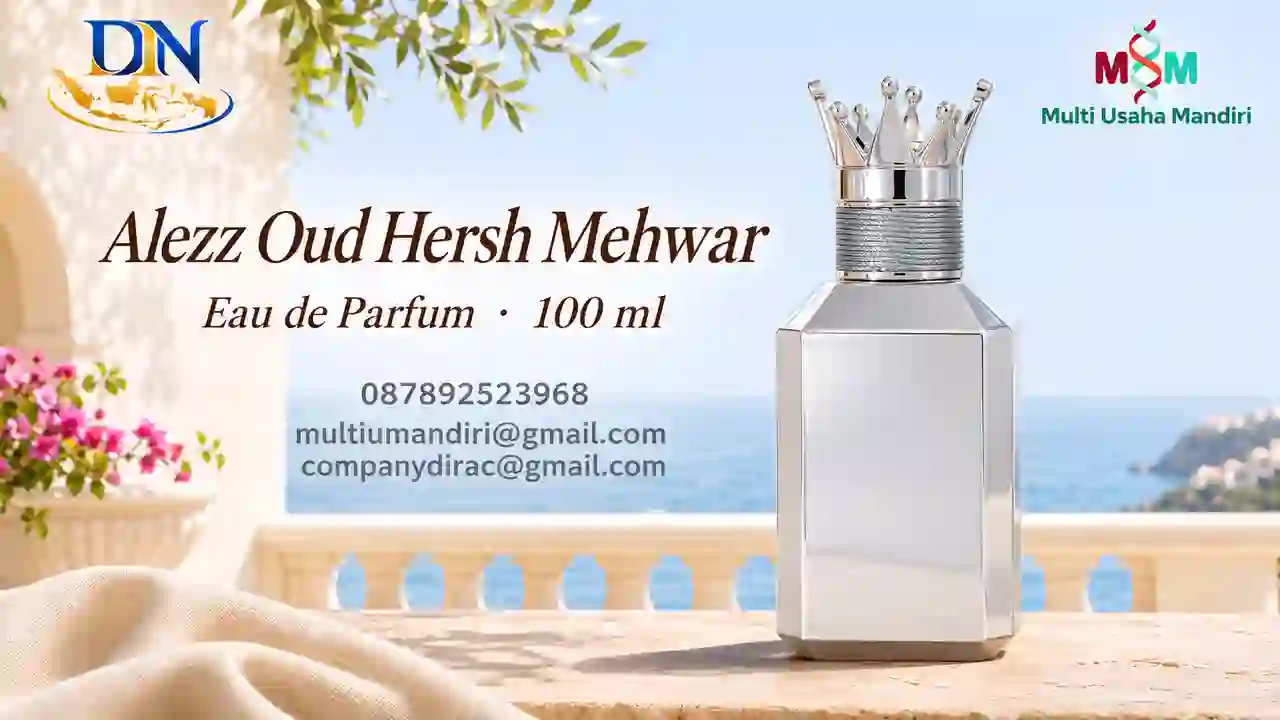 DIN
MSM
Multi Usaha Mandiri
Alezz Oud Hersh Mehwar
Eau de Parfum · 100 ml
087892523968
multiumandiri@gmail.com
companydirac@gmail.com